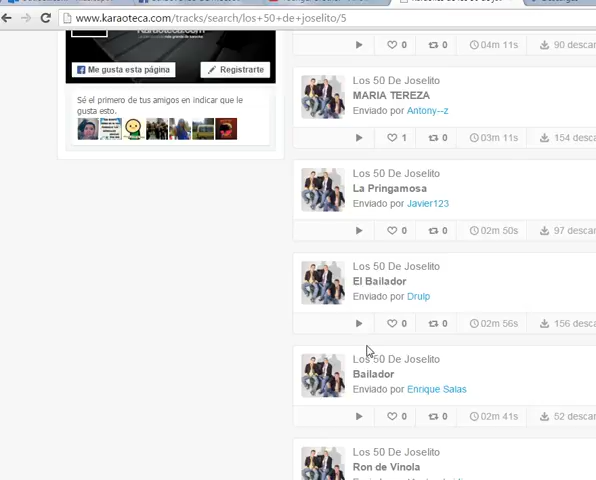 www.karaoteca.com/tracks/search/los+50+de+joselito/5
karaoteca.com
Me gusta esta página
Registrarte
Sé el primero de tus amigos en indicar que le
gusta esto.
0
0
04m 11s
90 descar
Los 50 De Joselito
MARIA TEREZA
Enviado por Antony--z
1
0
03m 11s
154 descar
Los 50 De Joselito
La Pringamosa
Enviado por Javier123
0
0
02m 50s
97 descar
Los 50 De Joselito
El Bailador
Enviado por Drulp
0
0
02m 56s
156 descar
Los 50 De Joselito
Bailador
Enviado por Enrique Salas
0
0
02m 41s
52 descar
Los 50 De Joselito
Ron de Vinola